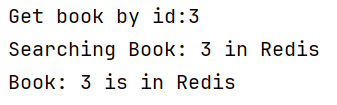 Get book by id:3
Searching Book: 3 in Redis
Book: 3 is in Redis